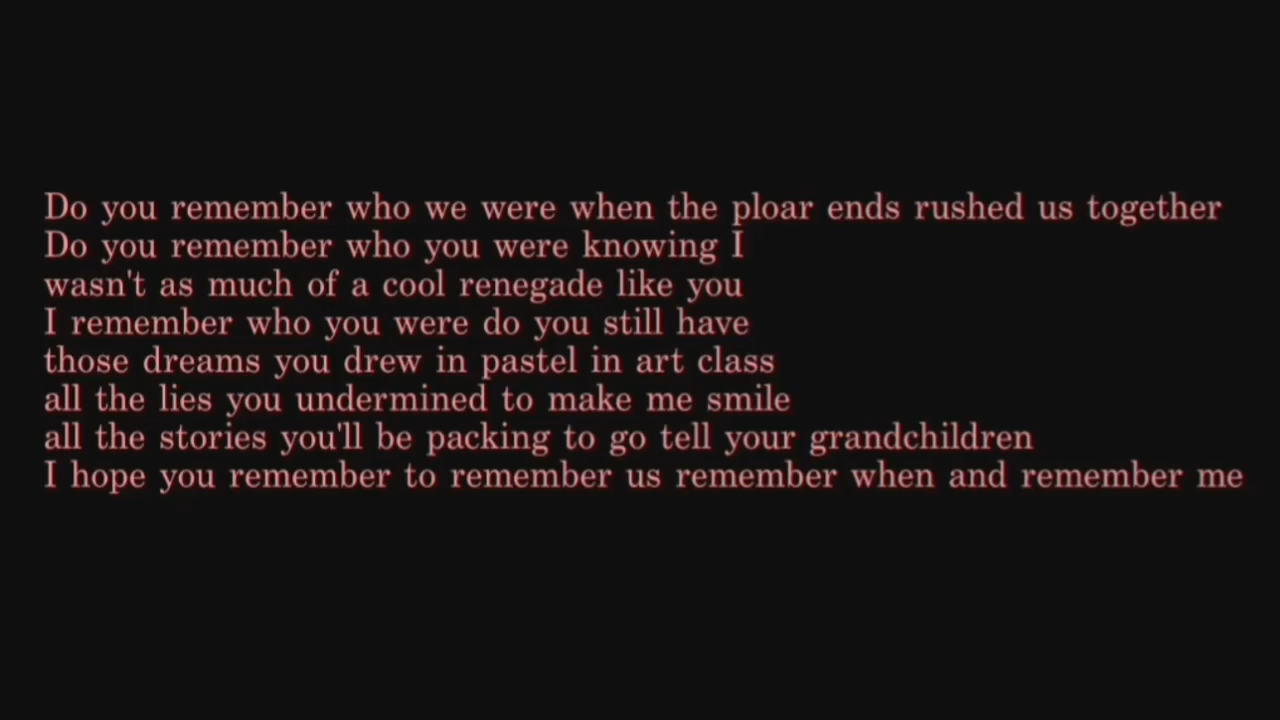 Do you remember who we were when the ploar ends rushed us together
Do you remember who you were knowing I
wasn't as much of a cool renegade like you
I remember who you were do you still have
those dreams you drew in pastel in art class
all the lies you undermined to make me smile
all the stories you'll be packing to go tell your grandchildren
I hope you remember to remember us remember when and remember me